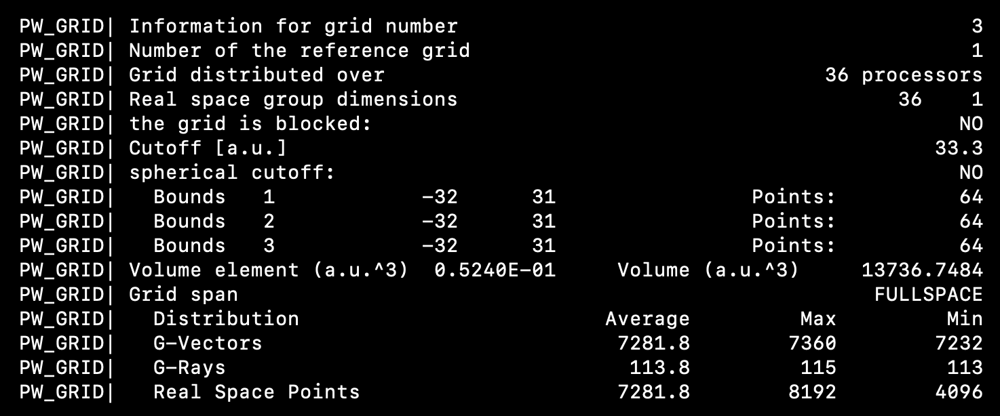 PW_GRID| Information for grid number                                          3
PW_GRID| Number of the reference grid                                         1
PW_GRID| Grid distributed over                                    36 processors
PW_GRID| Real space group dimensions                                    36    1
PW_GRID| the grid is blocked:                                                NO
PW_GRID| Cutoff [a.u.]                                                     33.3
PW_GRID| spherical cutoff:                                                   NO
PW_GRID|   Bounds   1            -32      31                Points:          64
PW_GRID|   Bounds   2            -32      31                Points:          64
PW_GRID|   Bounds   3            -32      31                Points:          64
PW_GRID| Volume element (a.u.^3)  0.5240E-01     Volume (a.u.^3)     13736.7484
PW_GRID| Grid span                                                    FULLSPACE
PW_GRID|   Distribution                         Average         Max         Min
PW_GRID|   G-Vectors                             7281.8        7360        7232
PW_GRID|   G-Rays                                 113.8         115         113
PW_GRID|   Real Space Points                     7281.8        8192        4096